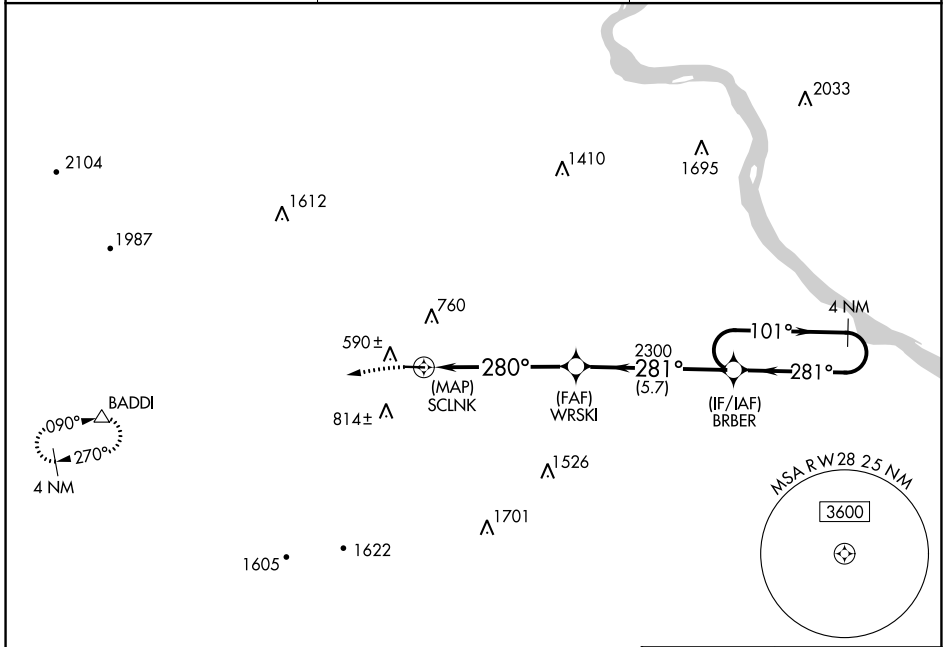 2033
2104
1410
1695
1612
1987
760
4 NM
101°
590 ±
2300
280°
281°
281°
(5.7)
(MAP)
SCLNK
(FAF)
WRSKI
(IF/IAF)
BRBER
BADDI
090°
814 ±
270°
4 NM
1526
MSA RW28 25 NM
3600
1701
1622
1605